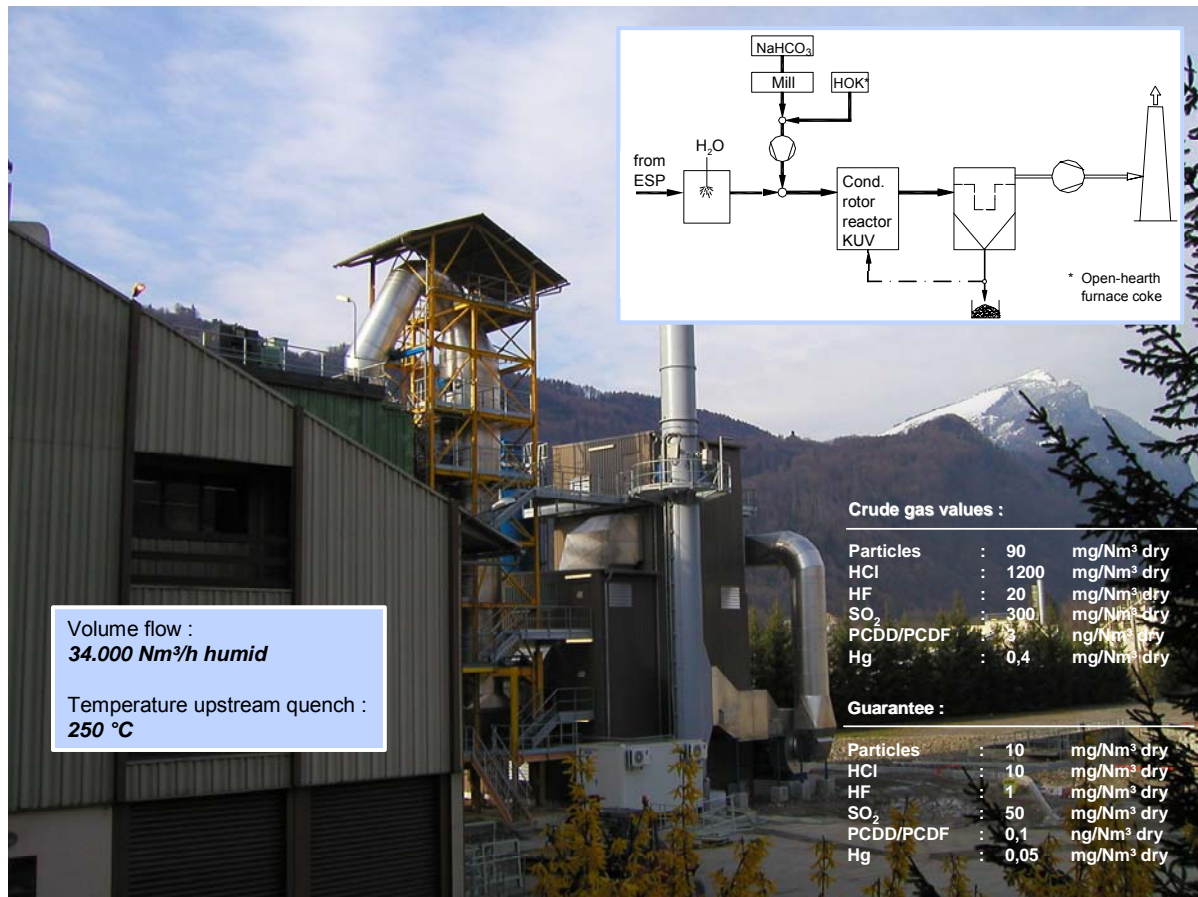 NaHCO₃
Mill
HOK*
H₂O
from
ESP
Cond.
rotor
reactor
KUV
* Open-hearth
furnace coke
Volume flow :
34.000 Nm³/h humid
Temperature upstream quench :
250 °C
Crude gas values :
Particles : 90 mg/Nm³ dry
HCl : 1200 mg/Nm³ dry
HF : 20 mg/Nm³ dry
SO₂ : 300 mg/Nm³ dry
PCDD/PCDF : 3 ng/Nm³ dry
Hg : 0,4 mg/Nm³ dry
Guarantee :
Particles : 10 mg/Nm³ dry
HCl : 10 mg/Nm³ dry
HF : 1 mg/Nm³ dry
SO₂ : 50 mg/Nm³ dry
PCDD/PCDF : 0,1 ng/Nm³ dry
Hg : 0,05 mg/Nm³ dry